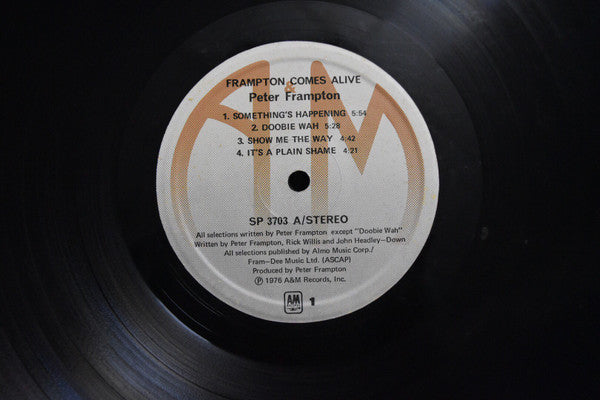 FRAMPTON COMES ALIVE
&
Peter Frampton
1. SOMETHING'S HAPPENING 5:54
2. DOOBIE WAH 5:28
3. SHOW ME THE WAY 4:42
4. IT'S A PLAIN SHAME 4:21
A M
SP 3703 A/STEREO
All selections written by Peter Frampton except "Doobie Wah"
Written by Peter Frampton, Rick Willis and John Headley-Down
All selections published by Almo Music Corp./
Fram-Dee Music Ltd. (ASCAP)
Produced by Peter Frampton
℗ 1976 A&M Records, Inc.
AM 1